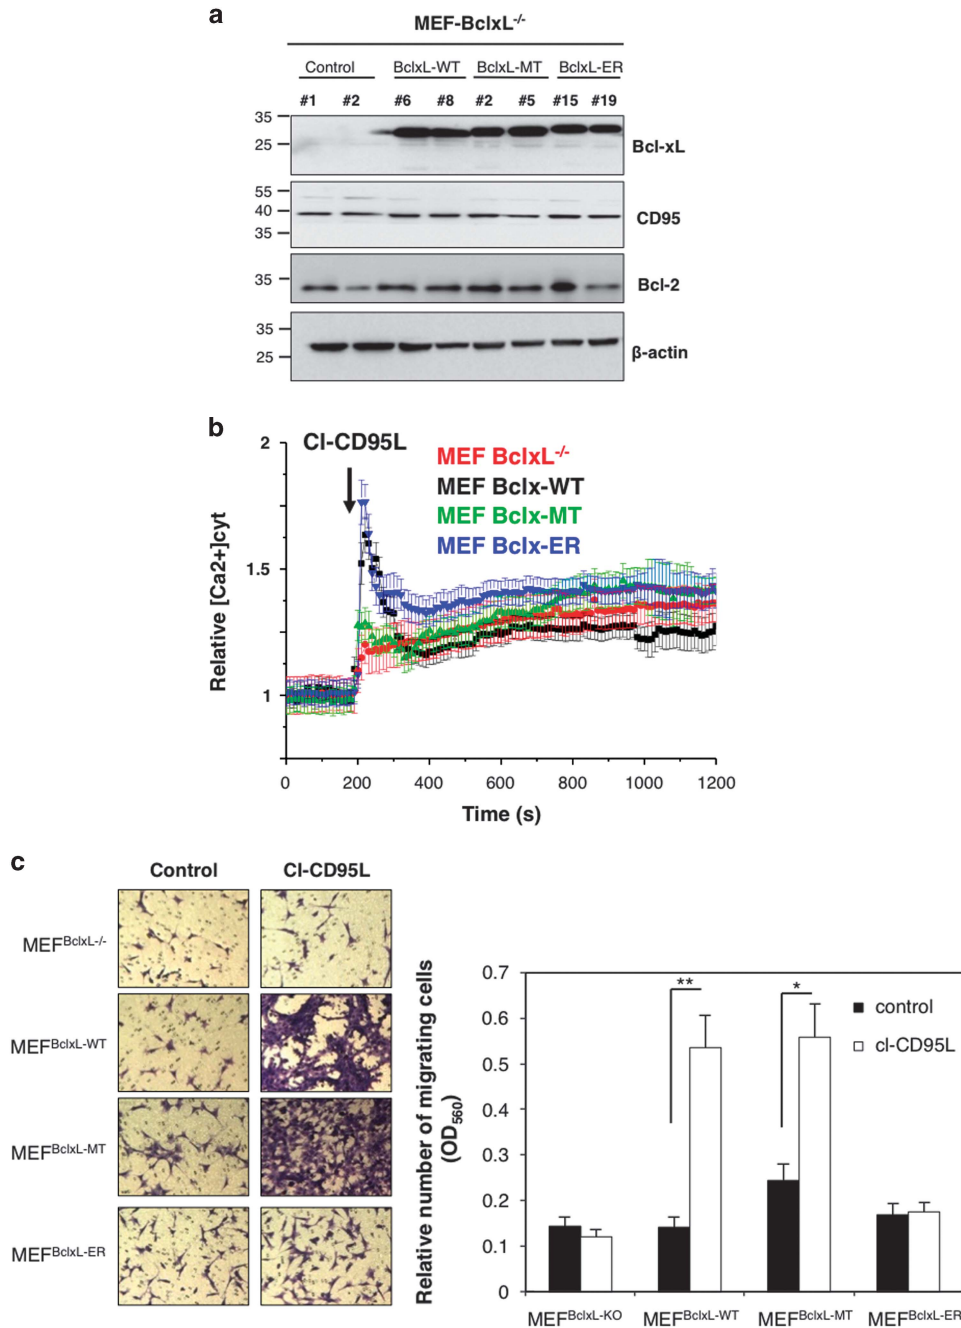 a
MEF-BclxL-/-
Control BclxL-WT BclxL-MT BclxL-ER
#1 #2 #6 #8 #2 #5 #15 #19
35
25
Bcl-xL
55
40
35
CD95
35
Bcl-2
35
25
β-actin
b
Cl-CD95L
MEF BclxL-/-
MEF Bclx-WT
MEF Bclx-MT
MEF Bclx-ER
Relative [Ca2+]cyt
2
1.5
1
0 200 400 600 800 1000 1200
Time (s)
c
Control Cl-CD95L
MEFBclxL-/-
MEFBclxL-WT
MEFBclxL-MT
MEFBclxL-ER
Relative number of migrating cells
(OD560)
0.7
0.6
0.5
0.4
0.3
0.2
0.1
0
** *
control
cl-CD95L
MEFBclxL-KO MEFBclxL-WT MEFBclxL-MT MEFBclxL-ER